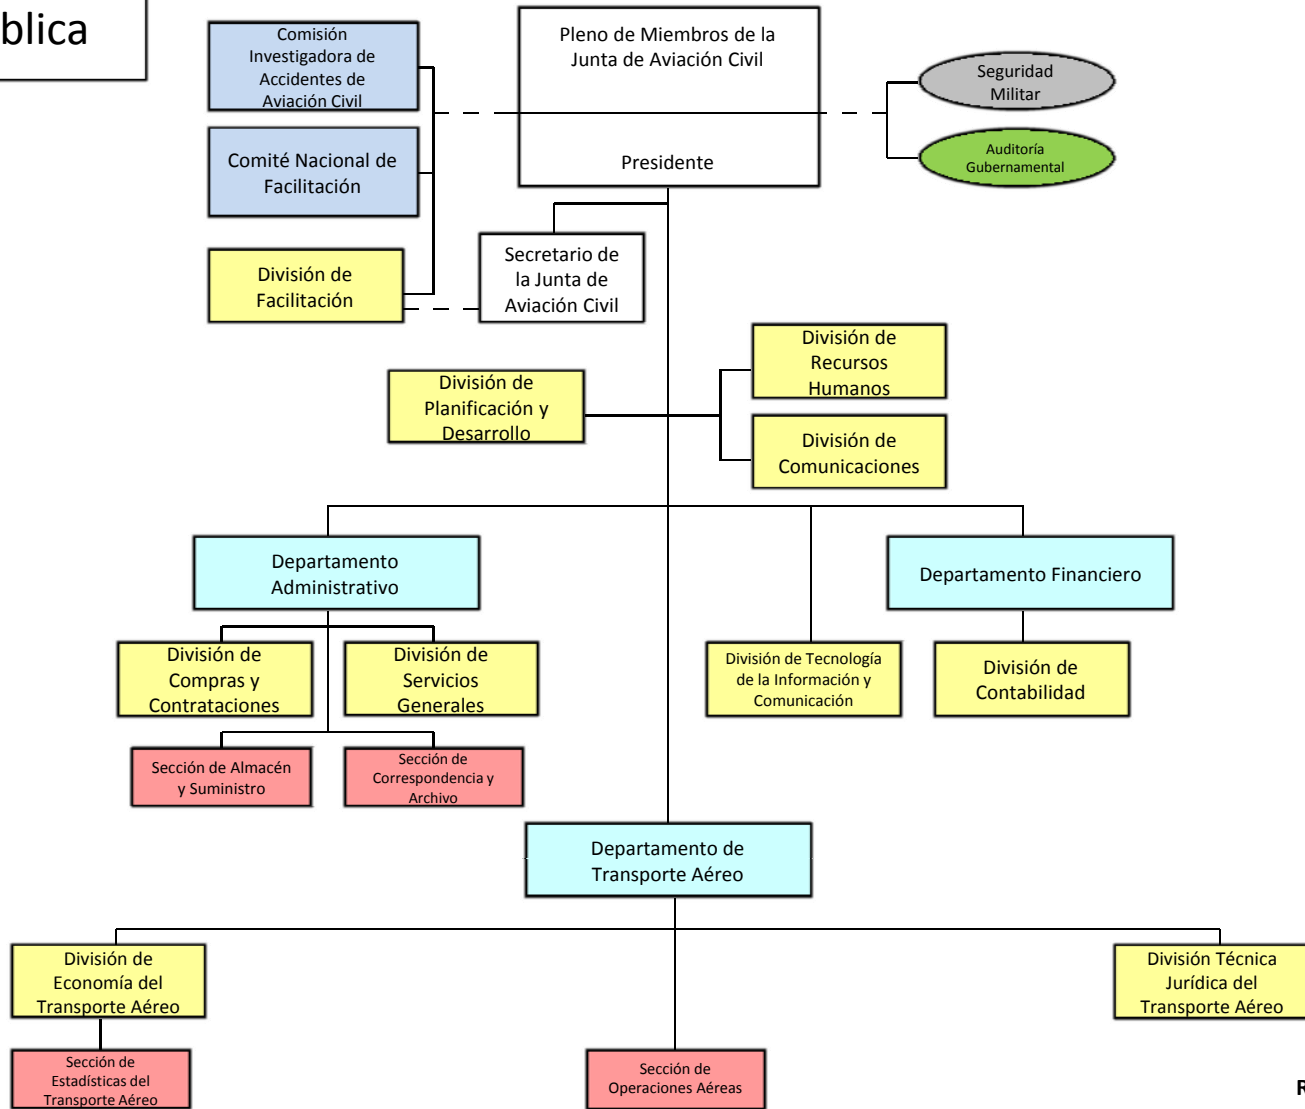 blica
Comisión
Investigadora de
Accidentes de
Aviación Civil
Pleno de Miembros de la
Junta de Aviación Civil
Presidente
Seguridad
Militar
Auditoría
Gubernamental
Comité Nacional de
Facilitación
División de
Facilitación
Secretario de
la Junta de
Aviación Civil
División de
Recursos
Humanos
División de
Planificación y
Desarrollo
División de
Comunicaciones
Departamento
Administrativo
Departamento Financiero
División de
Compras y
Contrataciones
División de
Servicios
Generales
División de Tecnología
de la Información y
Comunicación
División de
Contabilidad
Sección de Almacén
y Suministro
Sección de
Correspondencia y
Archivo
Departamento de
Transporte Aéreo
División de
Economía del
Transporte Aéreo
División Técnica
Jurídica del
Transporte Aéreo
Sección de
Estadísticas del
Transporte Aéreo
Sección de
Operaciones Aéreas
R